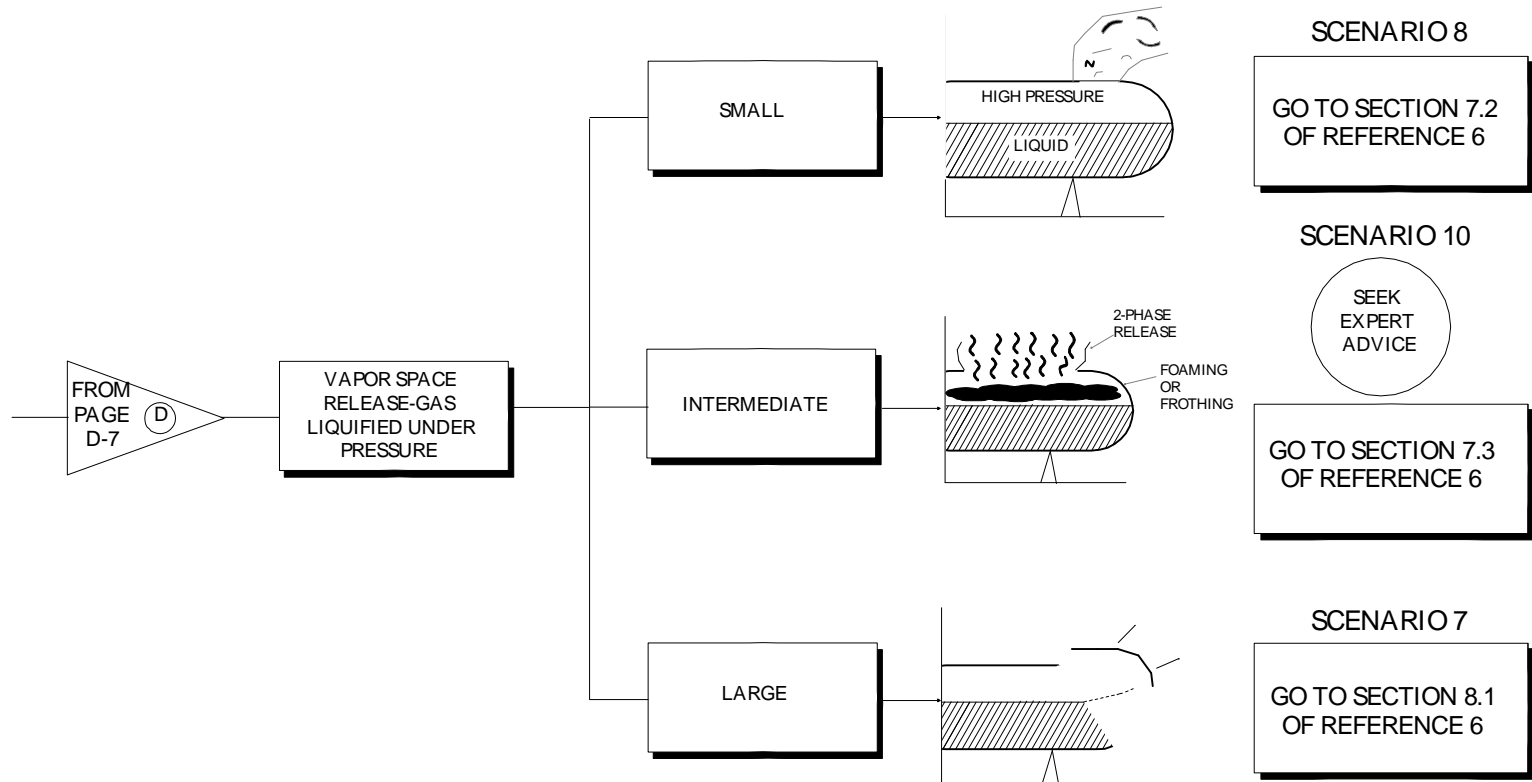 FROM
PAGE
D-7
D
VAPOR SPACE
RELEASE-GAS
LIQUIFIED UNDER
PRESSURE
SMALL
HIGH PRESSURE
LIQUID
SCENARIO 8
GO TO SECTION 7.2
OF REFERENCE 6
INTERMEDIATE
2-PHASE
RELEASE
FOAMING
OR
FROTHING
SCENARIO 10
SEEK
EXPERT
ADVICE
GO TO SECTION 7.3
OF REFERENCE 6
LARGE
SCENARIO 7
GO TO SECTION 8.1
OF REFERENCE 6